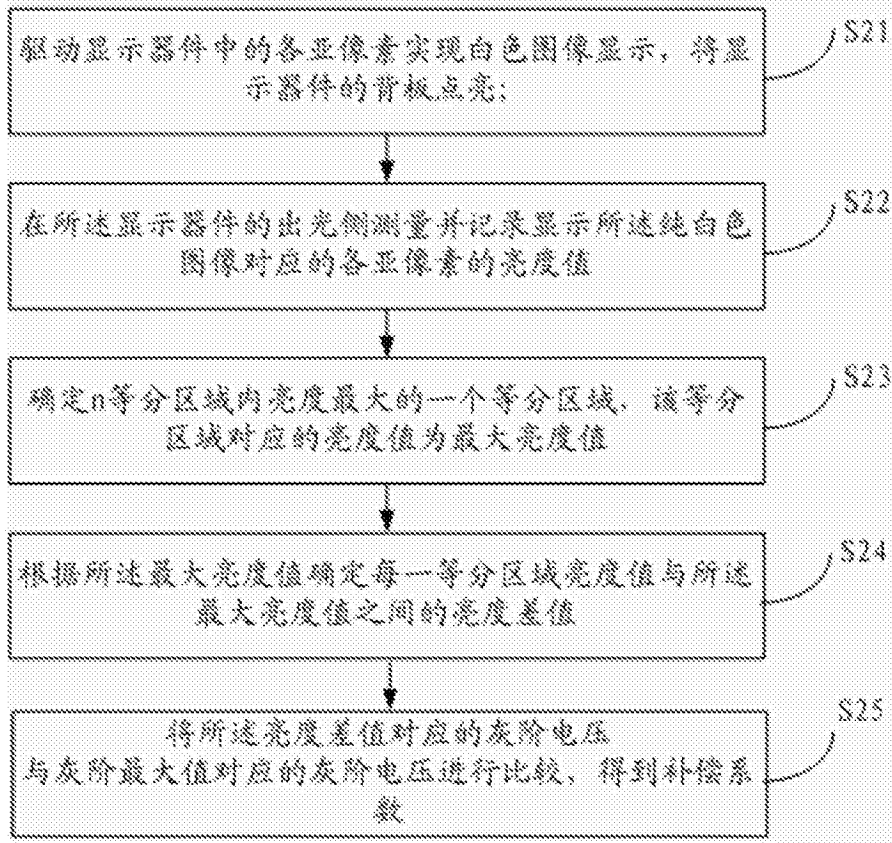 驱动显示器件中的各亚像素实现白色图像显示，将显
示器件的背板点亮；
S21
在所述显示器件的出光侧测量并记录显示所述纯白色
图像对应的各亚像素的亮度值
S22
确定n等分区域内亮度最大的一个等分区域，该等分
区域对应的亮度值为最大亮度值
S23
根据所述最大亮度值确定每一等分区域亮度值与所述
最大亮度值之间的亮度差值
S24
将所述亮度差值对应的灰阶电压
与灰阶最大值对应的灰阶电压进行比较，得到补偿系
数
S25